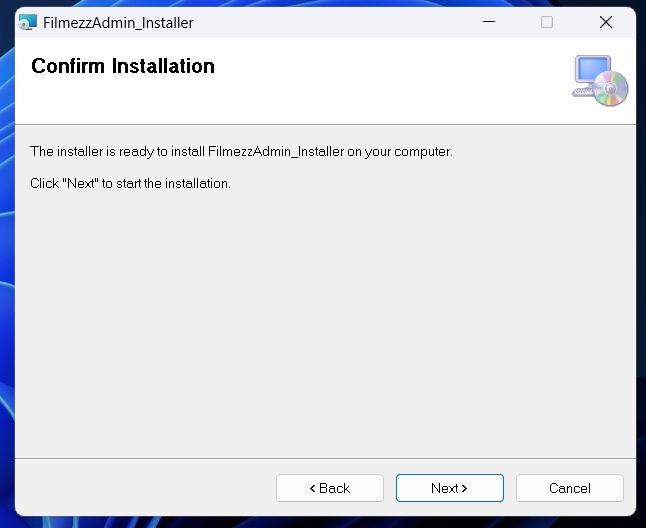 FilmezzAdmin_Installer
Confirm Installation
The installer is ready to install FilmezzAdmin_Installer on your computer.
Click "Next" to start the installation.
< Back
Next >
Cancel